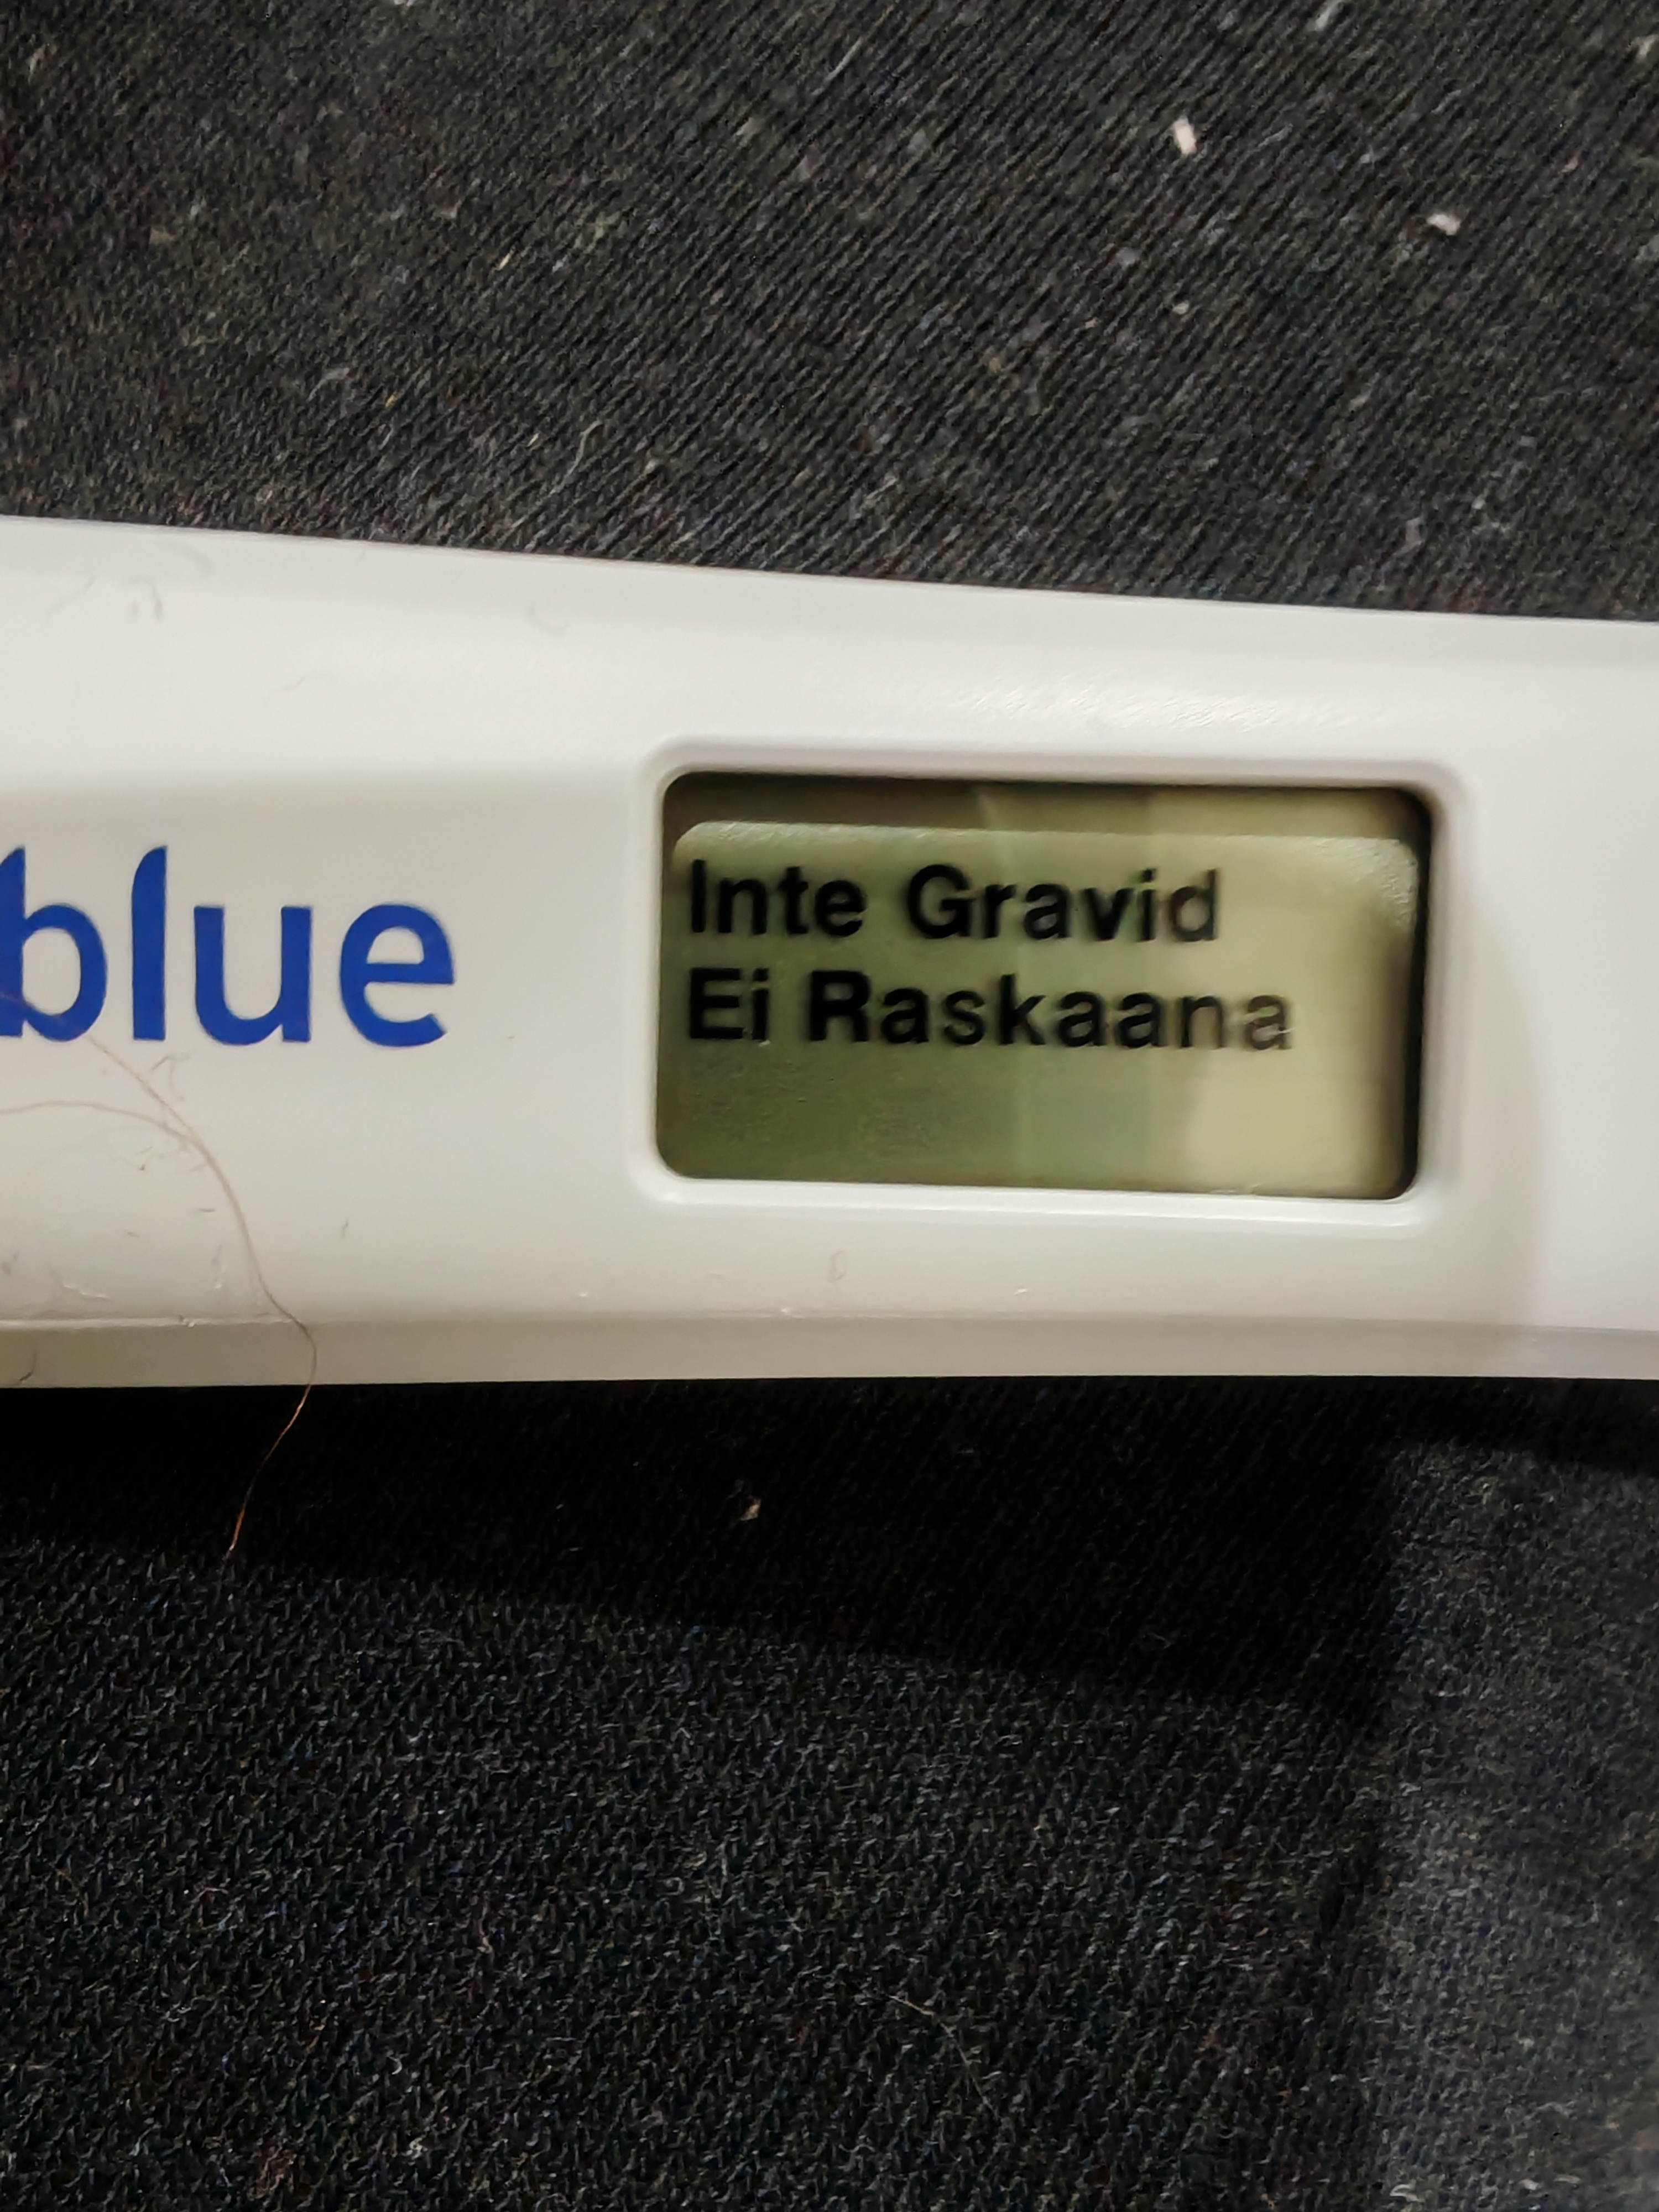 blue
Inte Gravid
Ei Raskaana